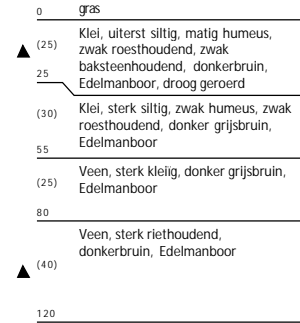 0 gras
Klei, uiterst siltig, matig humeus,
(25) zwak roesthoudend, zwak
baksteenhoudend, donkerbruin,
25 Edelmanboor, droog geroerd
Klei, sterk siltig, zwak humeus, zwak
(30) roesthoudend, donker grijsbruin,
Edelmanboor
55
Veen, sterk kleiïg, donker grijsbruin,
(25) Edelmanboor
80
Veen, sterk riethoudend,
donkerbruin, Edelmanboor
(40)
120